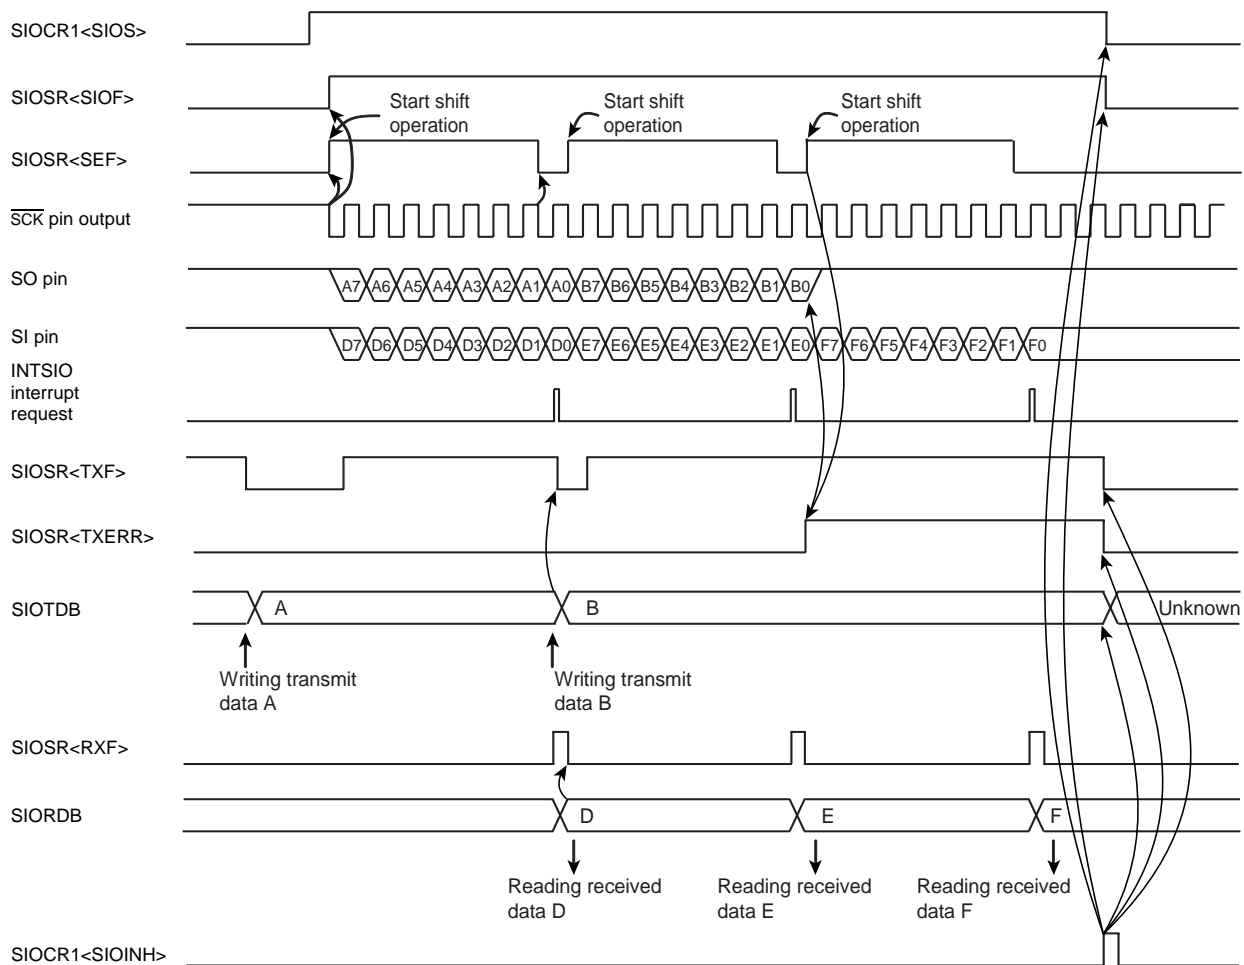 SIOCR1<SIOS>
SIOSR<SIOF>
Start shift
operation
Start shift
operation
Start shift
operation
SIOSR<SEF>
SCK pin output
SO pin
A7 A6 A5 A4 A3 A2 A1 A0 B7 B6 B5 B4 B3 B2 B1 B0
SI pin
D7 D6 D5 D4 D3 D2 D1 D0 E7 E6 E5 E4 E3 E2 E1 E0 F7 F6 F5 F4 F3 F2 F1 F0
INTSIO
interrupt
request
SIOSR<TXF>
SIOSR<TXERR>
SIOTDB
A
B
Unknown
Writing transmit
data A
Writing transmit
data B
SIOSR<RXF>
SIORDB
D
E
F
Reading received
data D
Reading received
data E
Reading received
data F
SIOCR1<SIOINH>